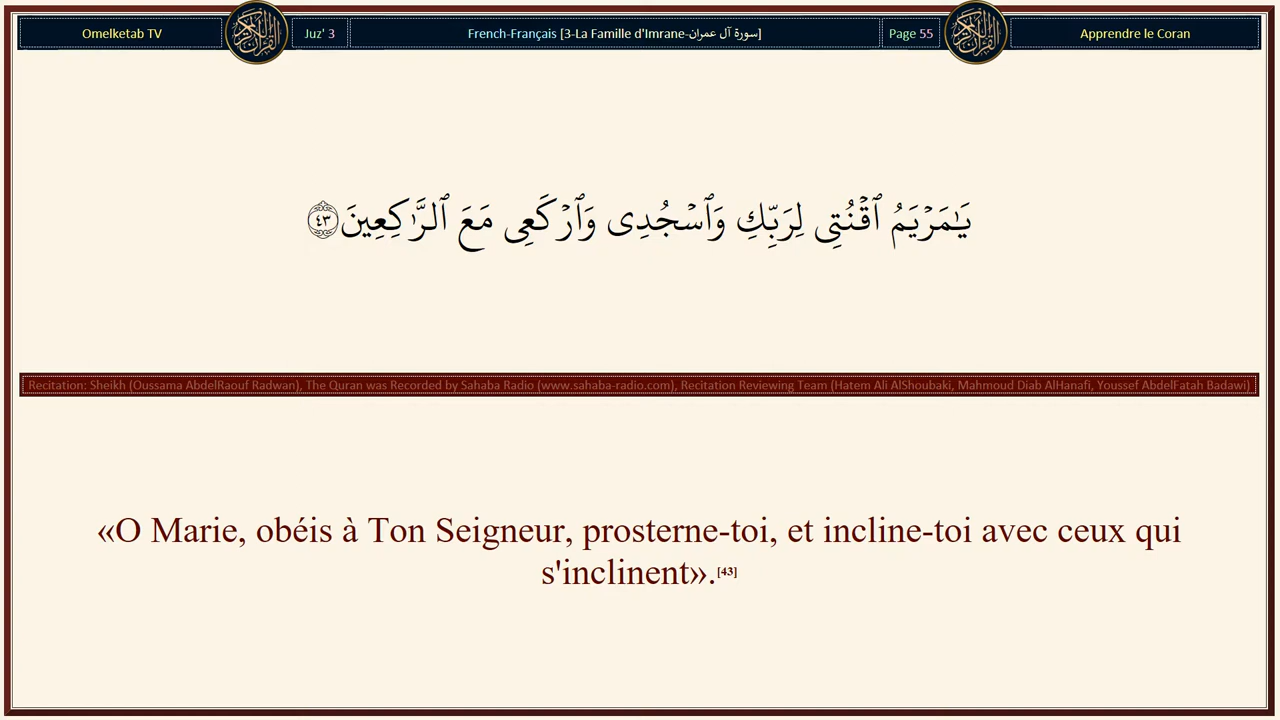 Omelketab TV
Juz' 3
French-Français [3-La Famille d'Imrane-سورة آل عمران]
Page 55
Apprendre le Coran
يَـٰمَرْيَمُ ٱقْنُتِى لِرَبِّكِ وَٱسْجُدِى وَٱرْكَعِى مَعَ ٱلرَّٰكِعِينَ ٤٣
Recitation: Sheikh (Oussama AbdelRaouf Radwan), The Quran was Recorded by Sahaba Radio (www.sahaba-radio.com), Recitation Reviewing Team (Hatem Ali AlShoubaki, Mahmoud Diab AlHanafi, Youssef AbdelFatah Badawi)
«O Marie, obéis à Ton Seigneur, prosterne-toi, et incline-toi avec ceux qui
s'inclinent».[43]